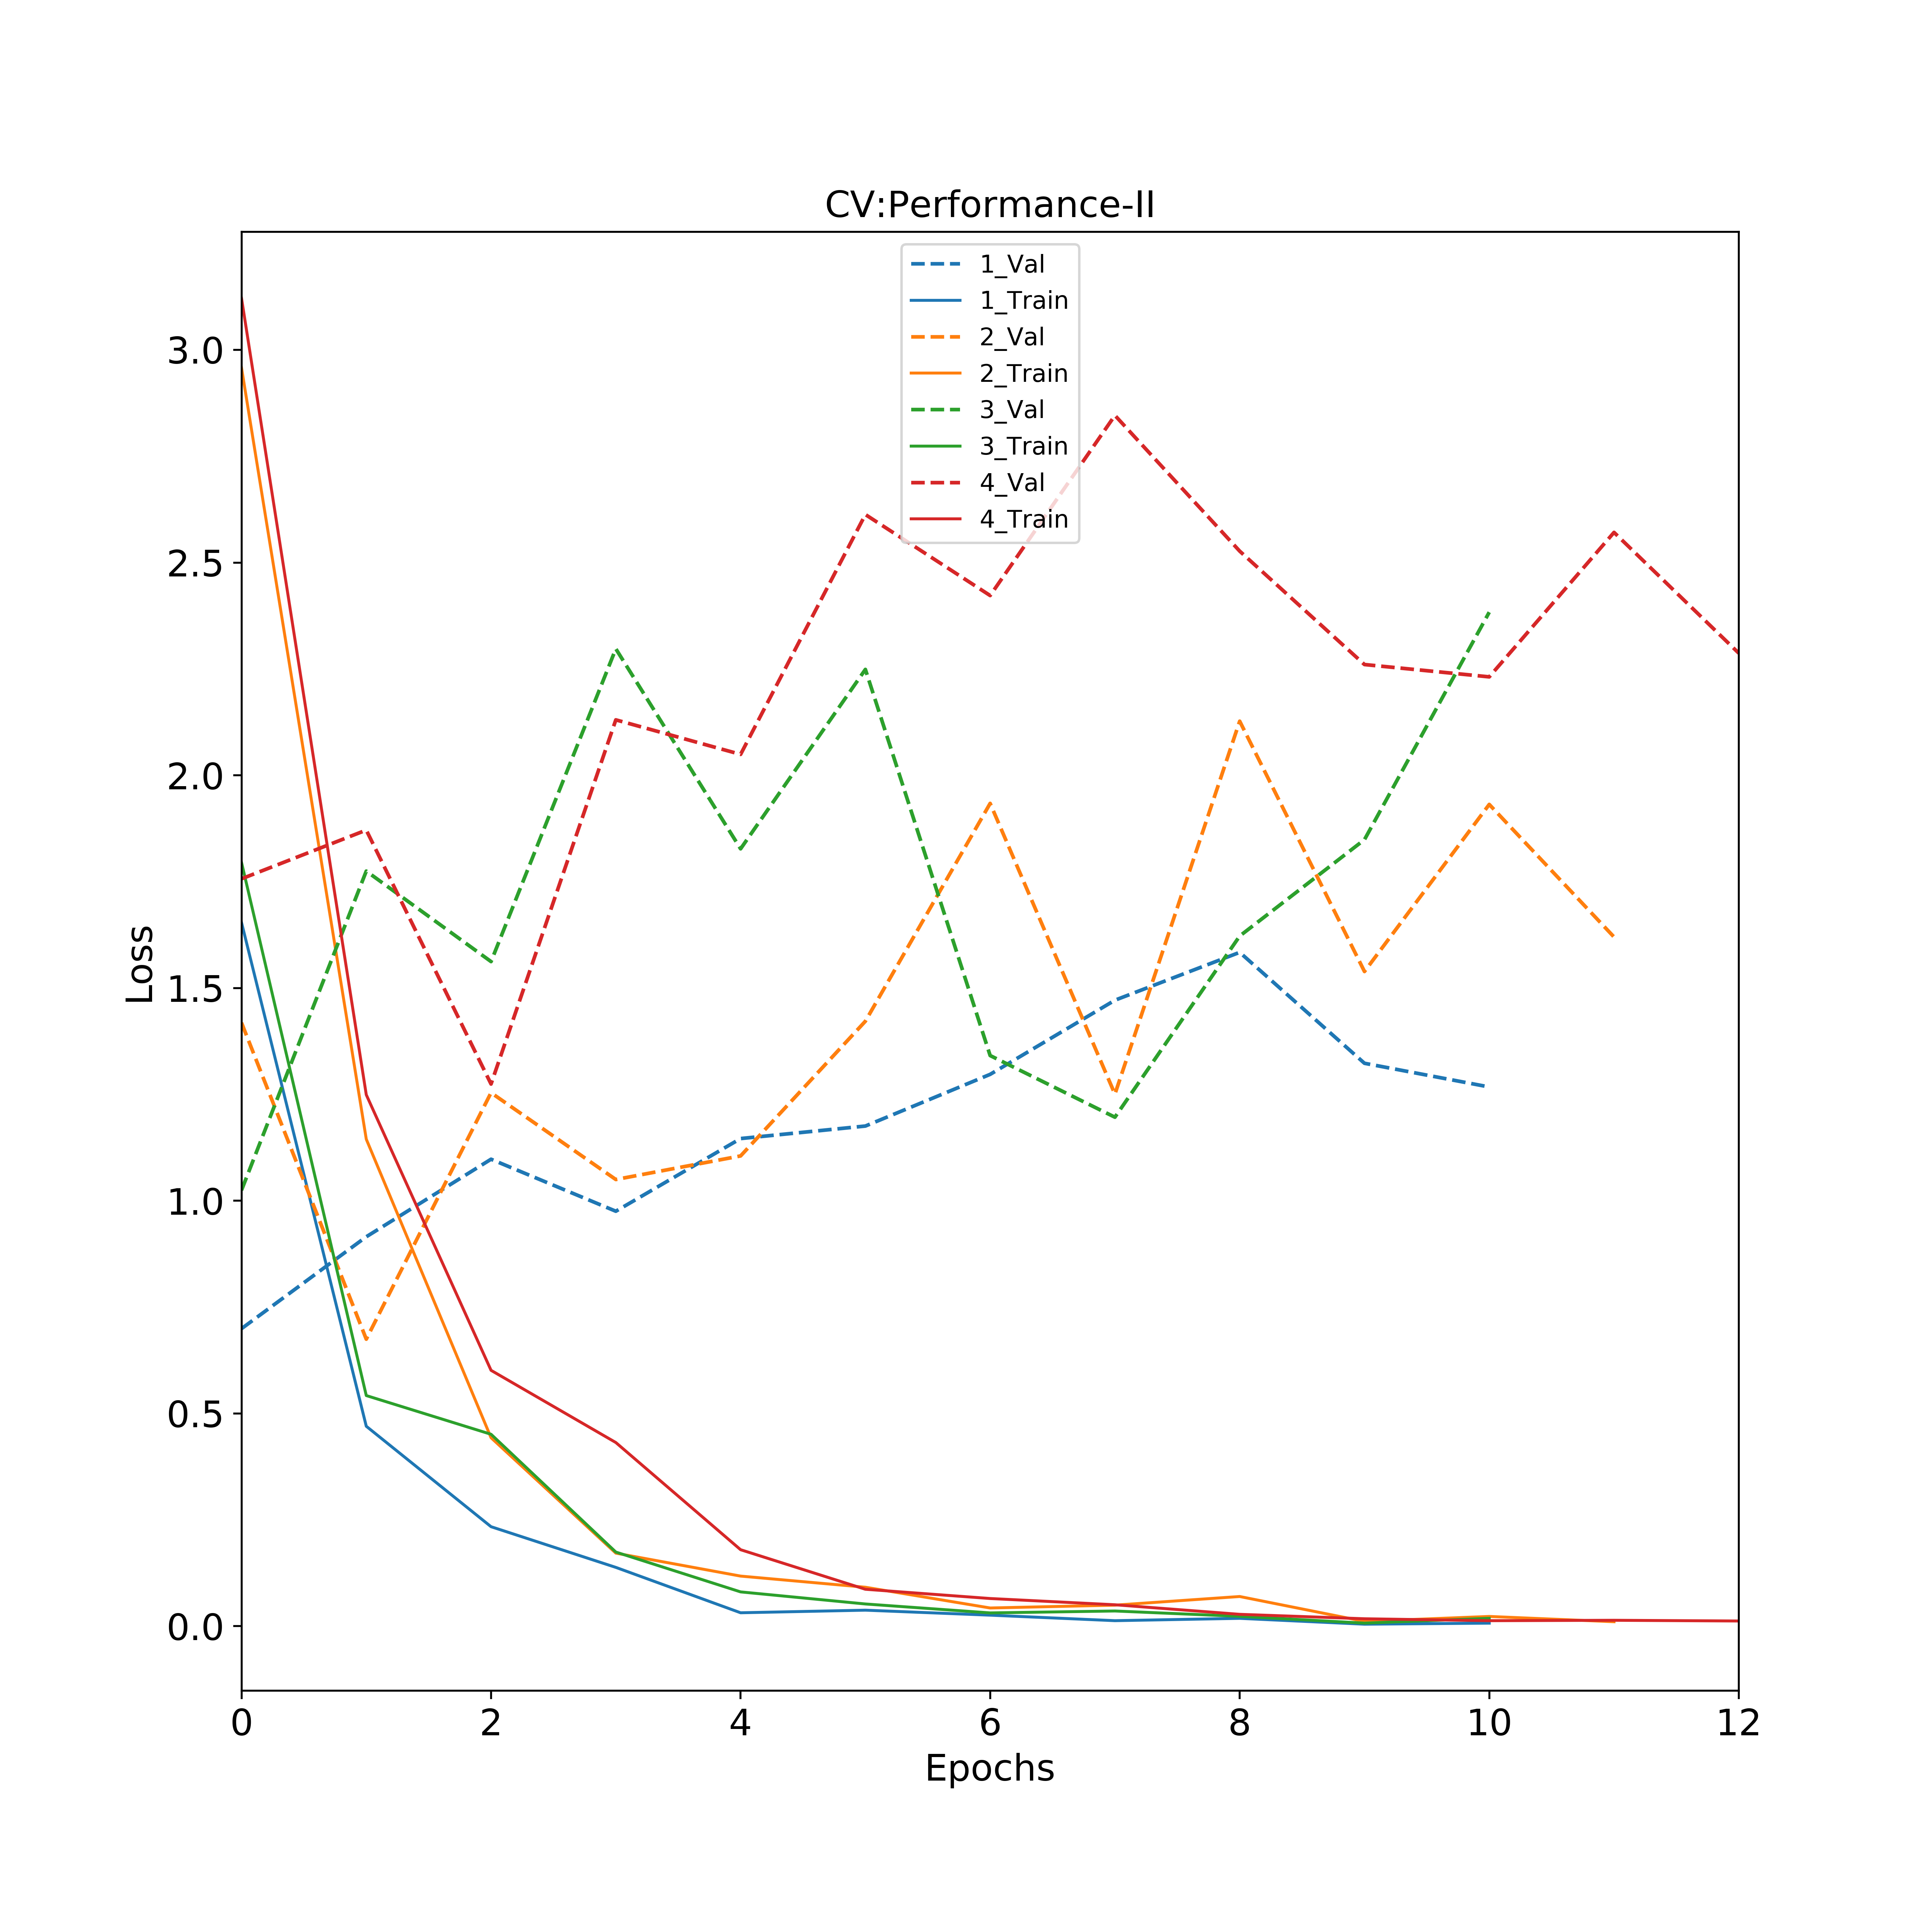 CV:Performance-II
1_Val
1_Train
2_Val
2_Train
3_Val
3_Train
4_Val
4_Train
Loss
3.0
2.5
2.0
1.5
1.0
0.5
0.0
0 2 4 6 8 10 12
Epochs